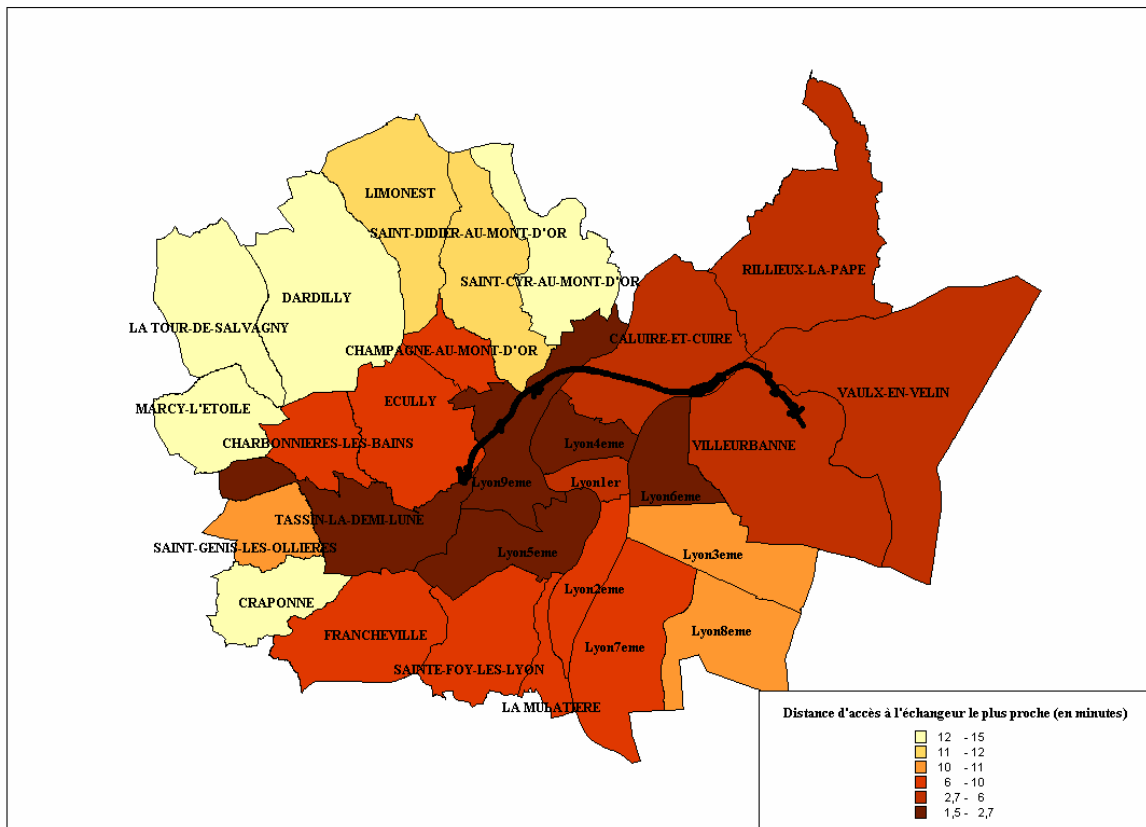 LIMONEST
SAINT-DIDIER-AU-MONT-D'OR
RILLIEUX-LA-PAPE
SAINT-CYR-AU-MONT-D'OR
DARDILLY
LA TOUR-DE-SALVAGNY
CALUIRE-ET-CUIRE
CHAMPAGNE-AU-MONT-D'OR
VAULX-EN-VELIN
ECULLY
MARCY-L'ETOILE
CHARBONNIERES-LES-BAINS
Lyon4eme
VILLEURBANNE
Lyon9eme
Lyon1er
Lyon6eme
TASSIN-LA-DEMI-LUNE
SAINT-GENIS-LES-OLLIERES
Lyon5eme
Lyon3eme
CRAPONNE
Lyon2eme
FRANCHEVILLE
Lyon8eme
Lyon7eme
SAINTE-FOY-LES-LYON
LA MULATIERE
Distance d'accès à l'échangeur le plus proche (en minutes)
12 - 15
11 - 12
10 - 11
6 - 10
2,7 - 6
1,5 - 2,7